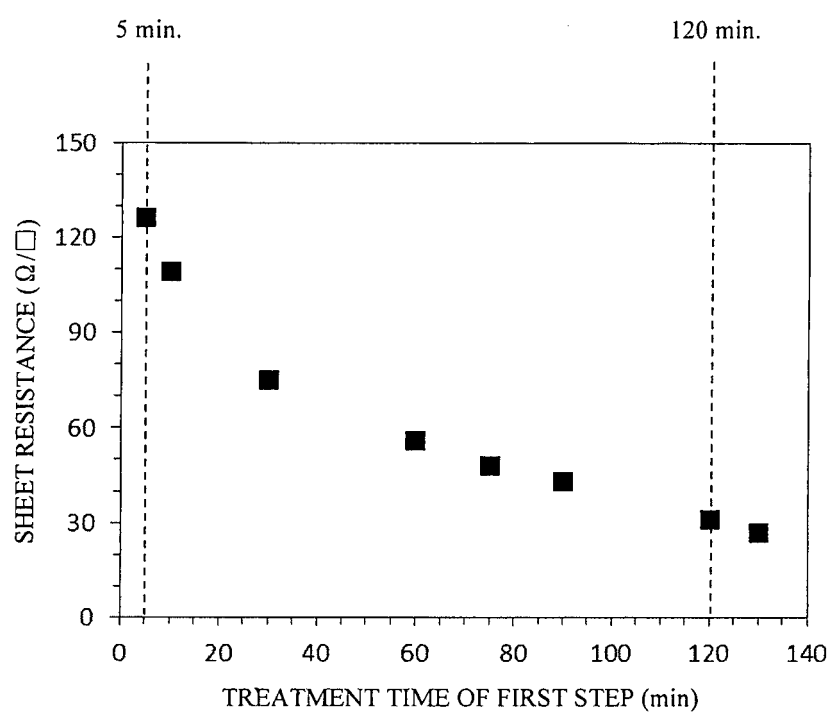 5 min.
120 min.
150
120
90
60
30
0
SHEET RESISTANCE (Ω/□)
0 20 40 60 80 100 120 140
TREATMENT TIME OF FIRST STEP (min)